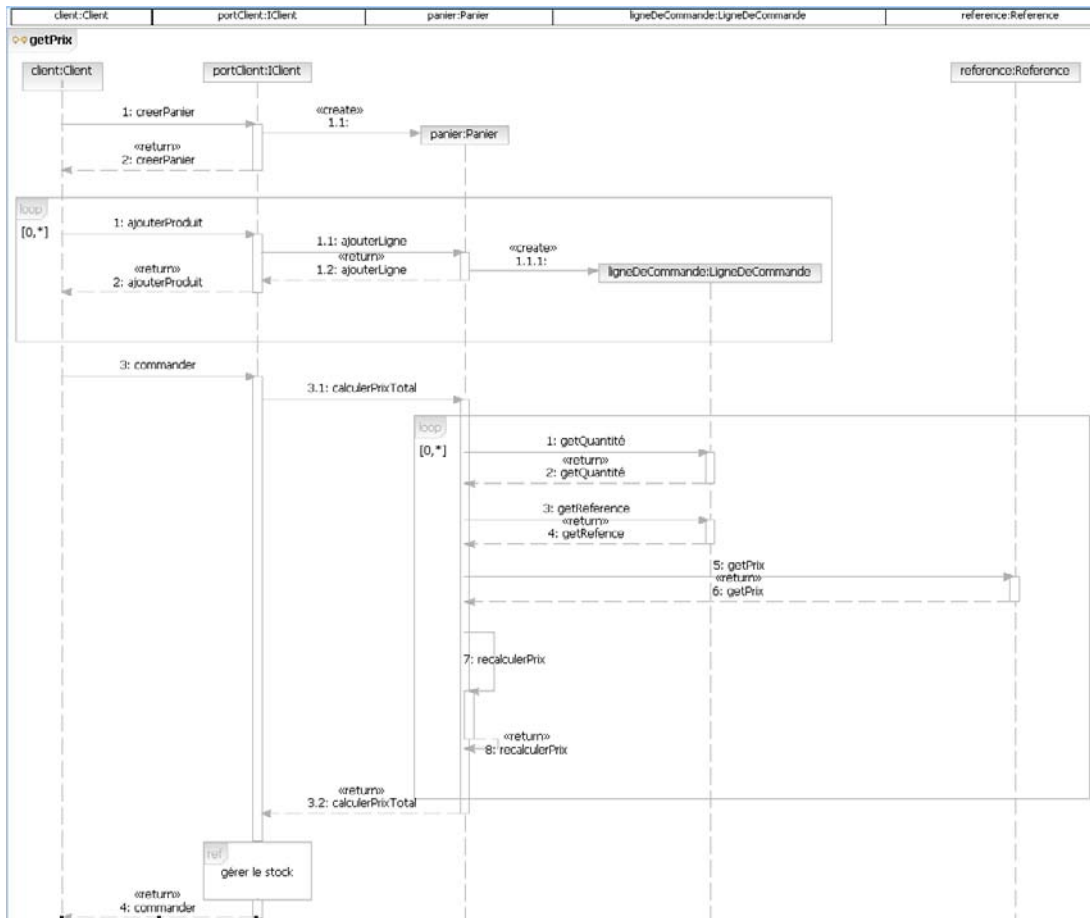 client:Client
portClient:IClient
panier:Panier
ligneDeCommande:LigneDeCommande
reference:Reference
getPrix
client:Client
portClient:IClient
reference:Reference
1: creerPanier
«create»
1.1:
panier:Panier
«return»
2: creerPanier
loop
[0,*]
1: ajouterProduit
1.1: ajouterLigne
«return»
1.2: ajouterLigne
«create»
1.1.1:
ligneDeCommande:LigneDeCommande
«return»
2: ajouterProduit
3: commander
3.1: calculerPrixTotal
loop
[0,*]
1: getQuantité
«return»
2: getQuantité
3: getReference
«return»
4: getRefence
5: getPrix
«return»
6: getPrix
7: recalculerPrix
«return»
8: recalculerPrix
«return»
3.2: calculerPrixTotal
ref
gérer le stock
«return»
4: commander